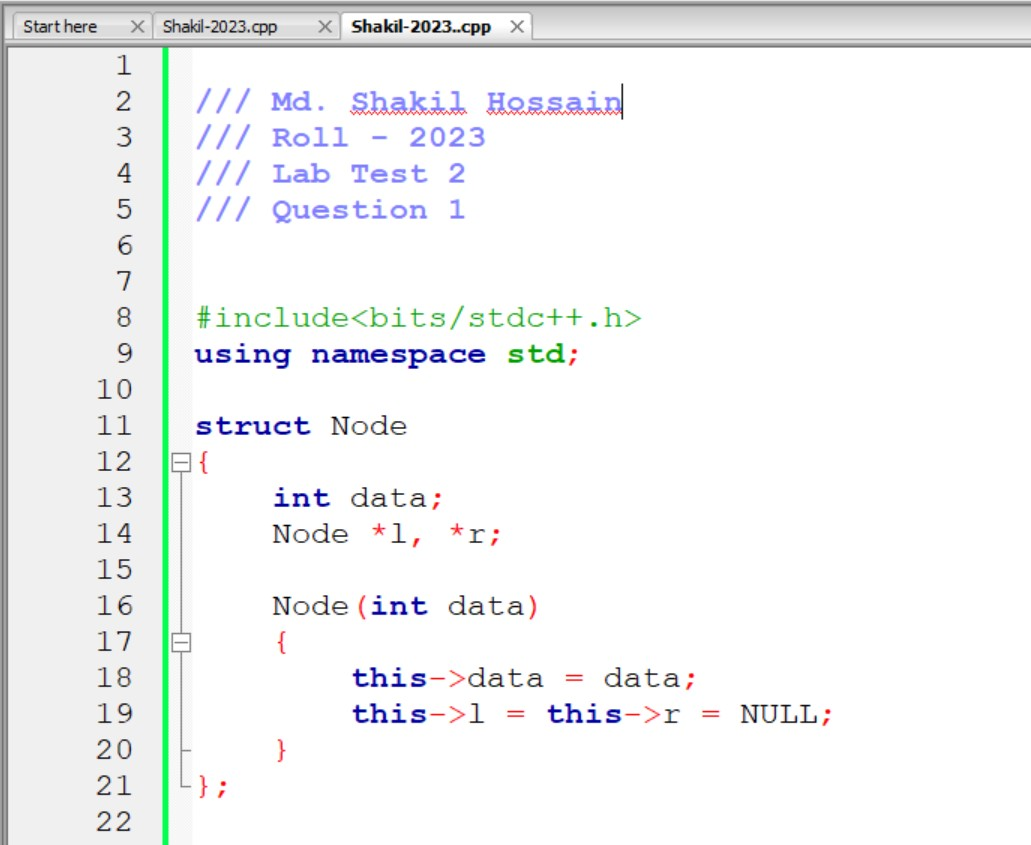 Start here Shakil-2023.cpp Shakil-2023..cpp
1
2 /// Md. Shakil Hossain
3 /// Roll - 2023
4 /// Lab Test 2
5 /// Question 1
6
7
8 #include<bits/stdc++.h>
9 using namespace std;
10
11 struct Node
12 {
13 int data;
14 Node *l, *r;
15
16 Node(int data)
17 {
18 this->data = data;
19 this->l = this->r = NULL;
20 }
21 };
22